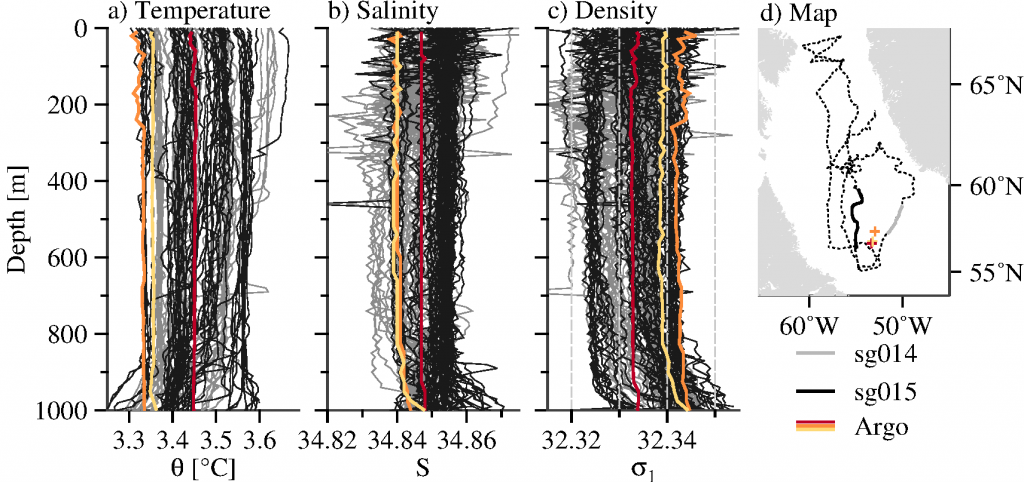 a) Temperature
b) Salinity
c) Density
d) Map
0
200
400
600
800
1000
Depth [m]
3.3
3.4
3.5
3.6
θ [°C]
34.82
34.84
34.86
S
32.32
32.34
σ1
65°N
60°N
55°N
60°W
50°W
sg014
sg015
Argo